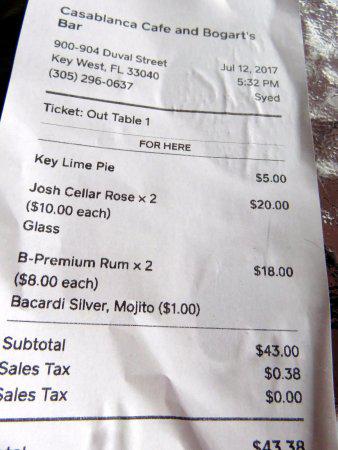 Casablanca Cafe and Bogart's
Bar
900-904 Duval Street
Key West, FL 33040
(305) 296-0637
Jul 12, 2017
5:32 PM
Syed
Ticket: Out Table 1
FOR HERE
Key Lime Pie $5.00
Josh Cellar Rose x 2 $20.00
($10.00 each)
Glass
B-Premium Rum x 2 $18.00
($8.00 each)
Bacardi Silver, Mojito ($1.00)
Subtotal $43.00
Sales Tax $0.38
Sales Tax $0.00
$43.38